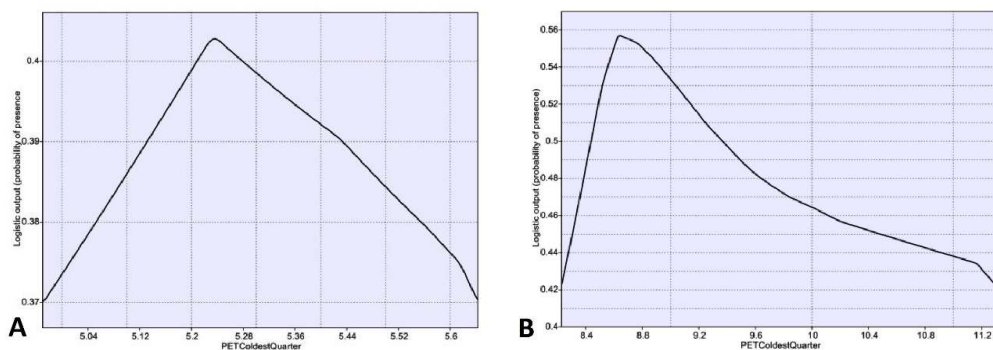 0.4
0.39
0.38
0.37
Logistic output (probability of presence)
5.04 5.12 5.2 5.28 5.36 5.44 5.52 5.6
PETColdestQuarter
A
0.56
0.54
0.52
0.5
0.48
0.46
0.44
0.42
0.4
Logistic output (probability of presence)
8.4 8.8 9.2 9.6 10 10.4 10.8 11.2
PETColdestQuarter
B